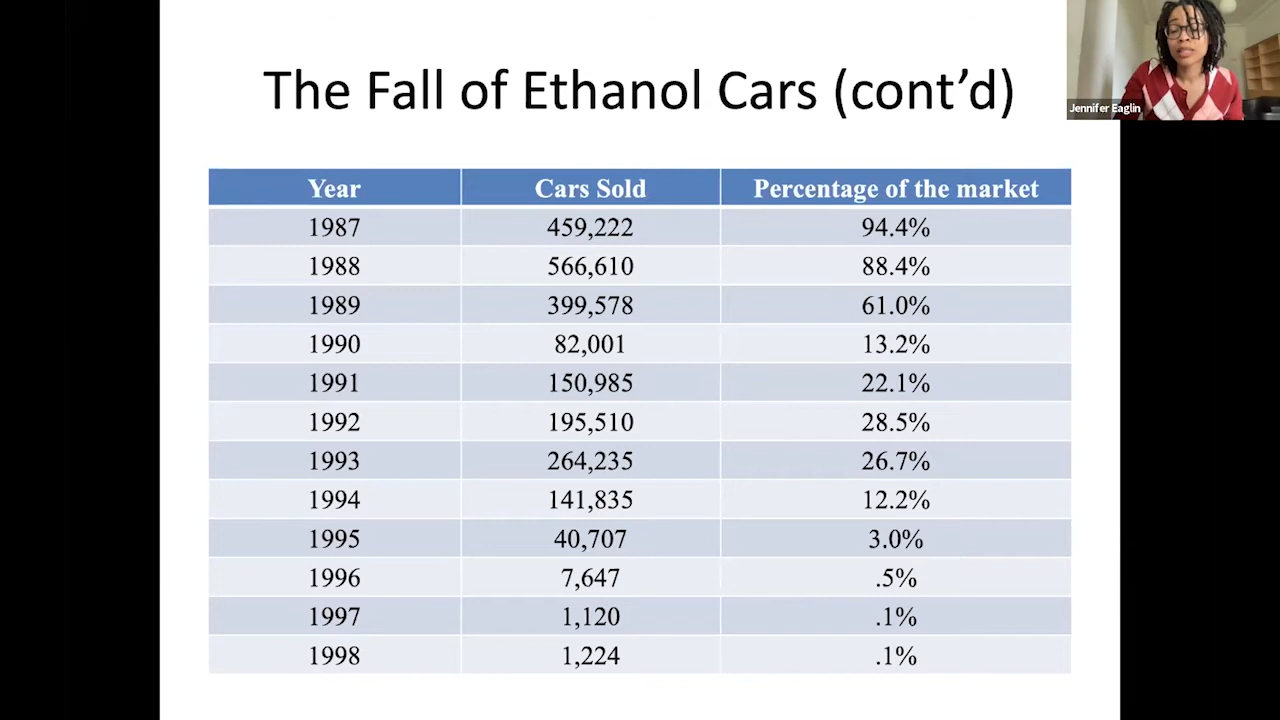 The Fall of Ethanol Cars (cont’d)
Jennifer Eaglin
Year Cars Sold Percentage of the market
1987 459,222 94.4%
1988 566,610 88.4%
1989 399,578 61.0%
1990 82,001 13.2%
1991 150,985 22.1%
1992 195,510 28.5%
1993 264,235 26.7%
1994 141,835 12.2%
1995 40,707 3.0%
1996 7,647 .5%
1997 1,120 .1%
1998 1,224 .1%